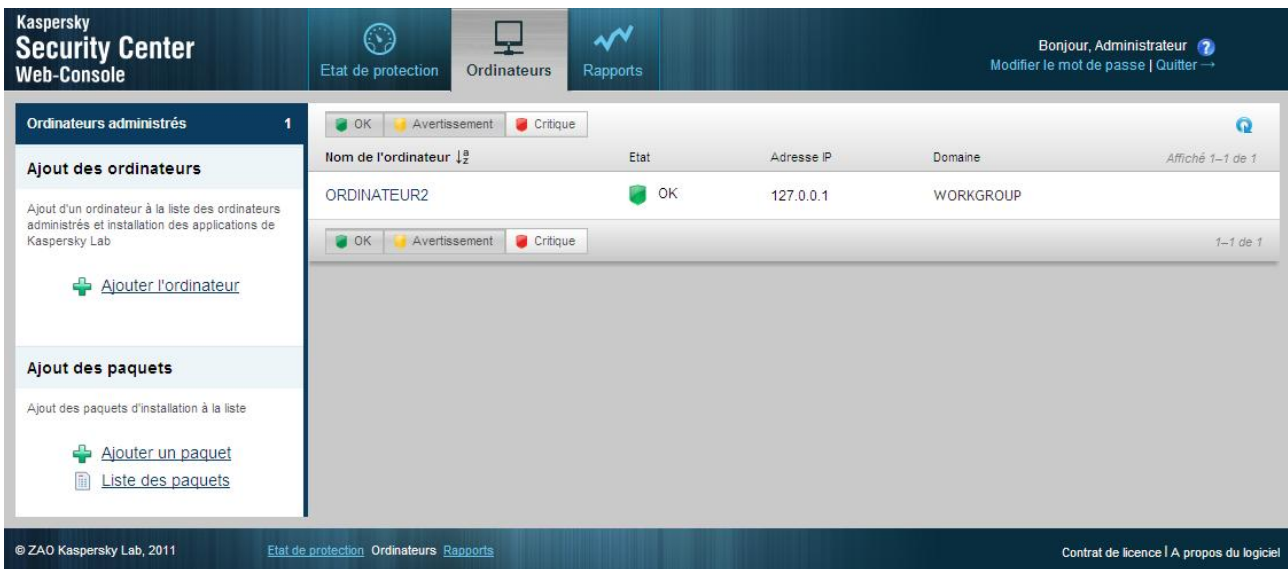 Kaspersky
Security Center
Web-Console
Etat de protection
Ordinateurs
Rapports
Bonjour, Administrateur ?
Modifier le mot de passe | Quitter →
Ordinateurs administrés 1
Ajout des ordinateurs
Ajout d'un ordinateur à la liste des ordinateurs
administrés et installation des applications de
Kaspersky Lab
Ajouter l'ordinateur
Ajout des paquets
Ajout des paquets d'installation à la liste
Ajouter un paquet
Liste des paquets
OK Avertissement Critique
Nom de l'ordinateur ↓a z Etat Adresse IP Domaine Affiché 1–1 de 1
ORDINATEUR2 OK 127.0.0.1 WORKGROUP
OK Avertissement Critique 1–1 de 1
© ZAO Kaspersky Lab, 2011 Etat de protection Ordinateurs Rapports Contrat de licence | A propos du logiciel